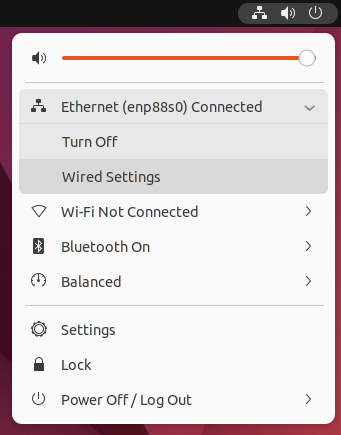 Ethernet (enp88s0) Connected
Turn Off
Wired Settings
Wi-Fi Not Connected
Bluetooth On
Balanced
Settings
Lock
Power Off / Log Out